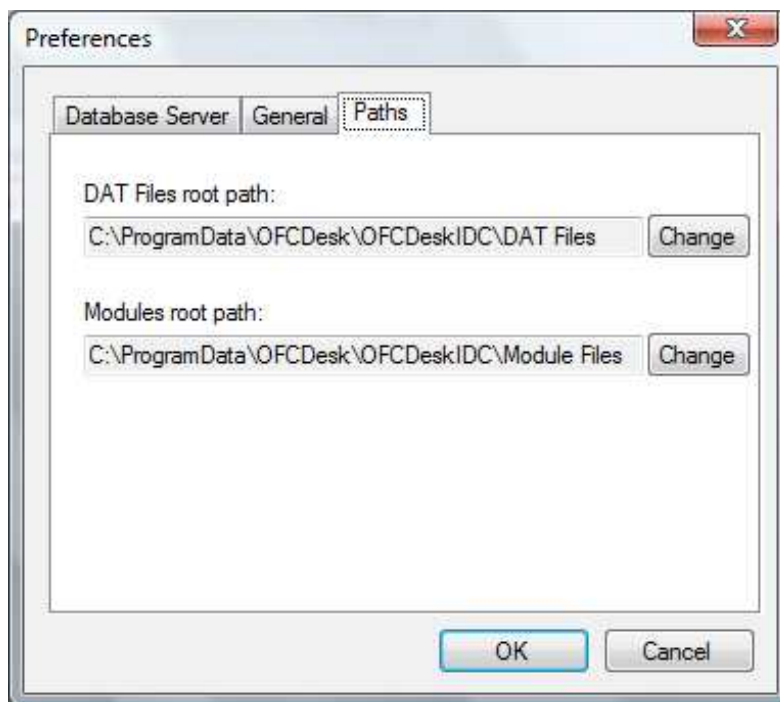 Preferences
Database Server General Paths
DAT Files root path:
C:\ProgramData\OFCDesk\OFCDeskIDC\DAT Files Change
Modules root path:
C:\ProgramData\OFCDesk\OFCDeskIDC\Module Files Change
OK Cancel